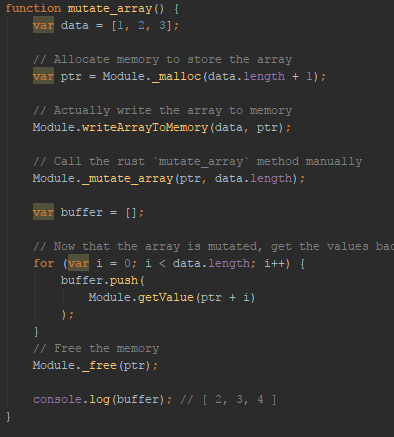 function mutate_array() {
    var data = [1, 2, 3];
    // Allocate memory to store the array
    var ptr = Module._malloc(data.length + 1);
    // Actually write the array to memory
    Module.writeArrayToMemory(data, ptr);
    // Call the rust `mutate_array` method manually
    Module._mutate_array(ptr, data.length);
    var buffer = [];
    // Now that the array is mutated, get the values bac
    for (var i = 0; i < data.length; i++) {
        buffer.push(
            Module.getValue(ptr + i)
        );
    }
    // Free the memory
    Module._free(ptr);
    console.log(buffer); // [ 2, 3, 4 ]
}